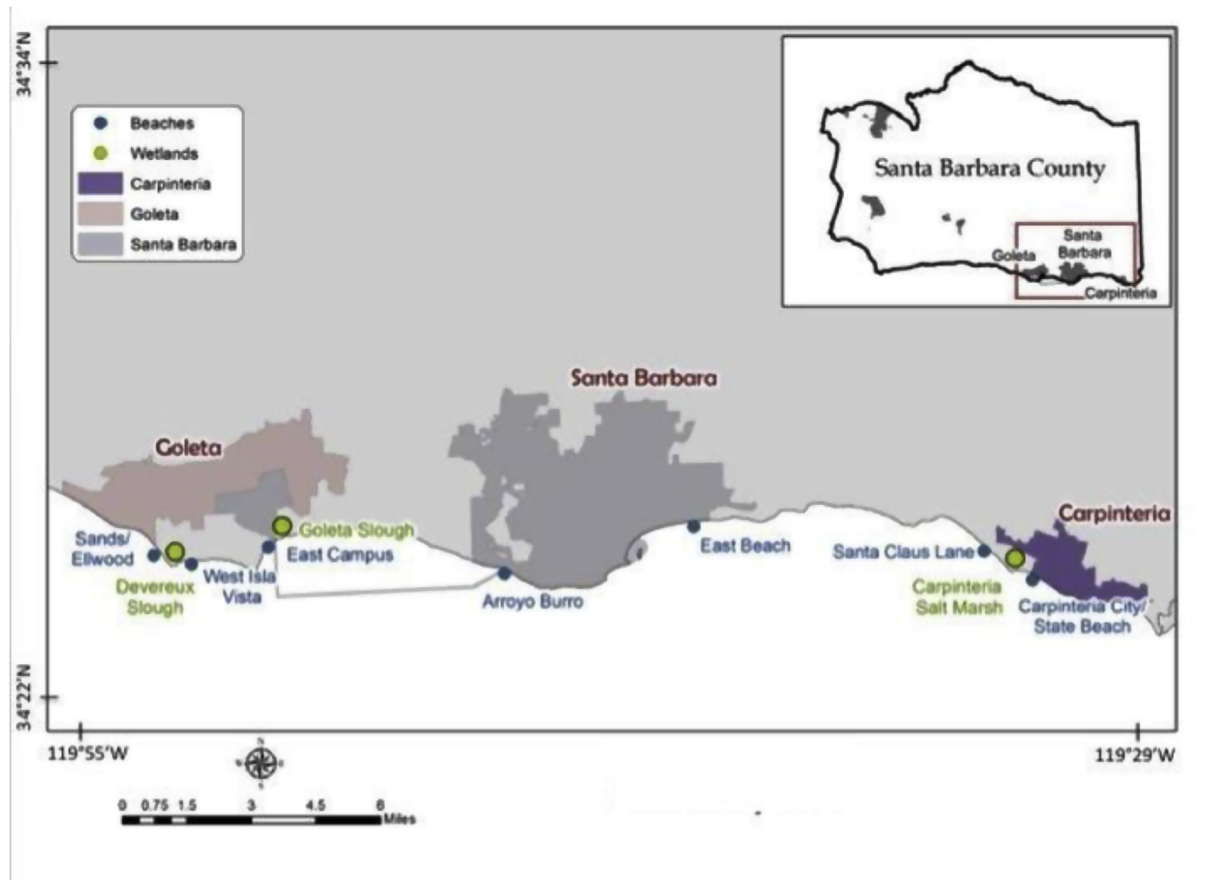 34°34'N
Beaches
Wetlands
Carpinteria
Goleta
Santa Barbara
Santa Barbara County
Santa
Barbara
Goleta
Carpinteria
Santa Barbara
Goleta
Carpinteria
Goleta Slough
Sands/
Ellwood
East Campus
East Beach
Santa Claus Lane
West Isla
Vista
Devereux
Slough
Arroyo Burro
Carpinteria
Salt Marsh
Carpinteria City/
State Beach
34°22'N
119°55'W
119°29'W
0 0.75 1.5 3 4.5 6
Miles